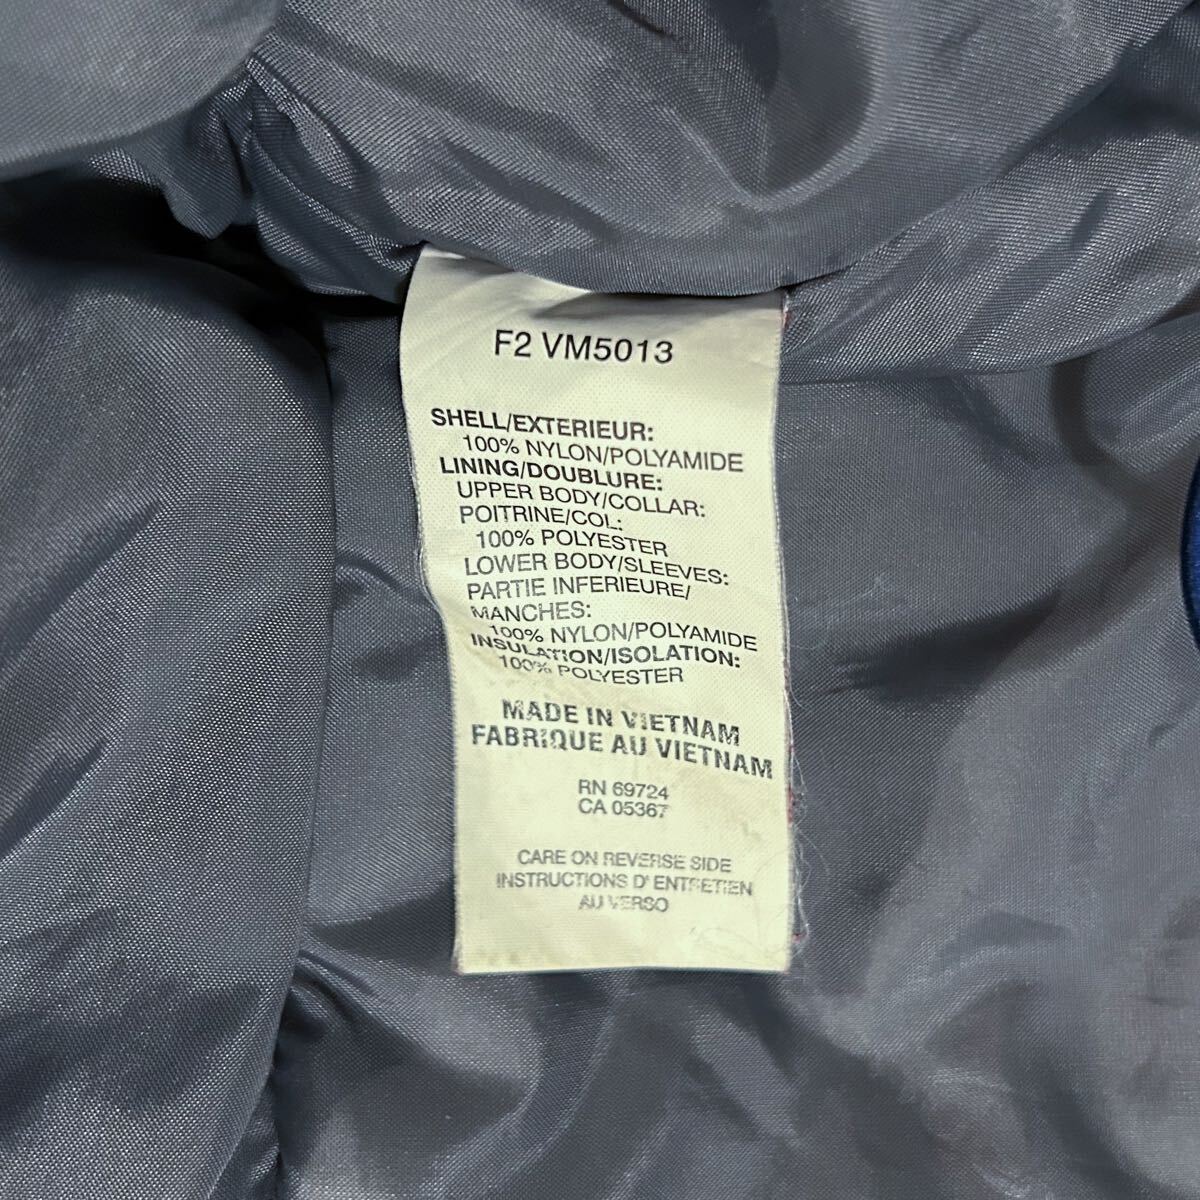 F2 VM5013
SHELL/EXTERIEUR:
100% NYLON/POLYAMIDE
LINING/DOUBLURE:
UPPER BODY/COLLAR:
POITRINE/COL:
100% POLYESTER
LOWER BODY/SLEEVES:
PARTIE INFERIEURE/
MANCHES:
100% NYLON/POLYAMIDE
INSULATION/ISOLATION:
100% POLYESTER
MADE IN VIETNAM
FABRIQUE AU VIETNAM
RN 69724
CA 05367
CARE ON REVERSE SIDE
INSTRUCTIONS D' ENTRETIEN
AU VERSO